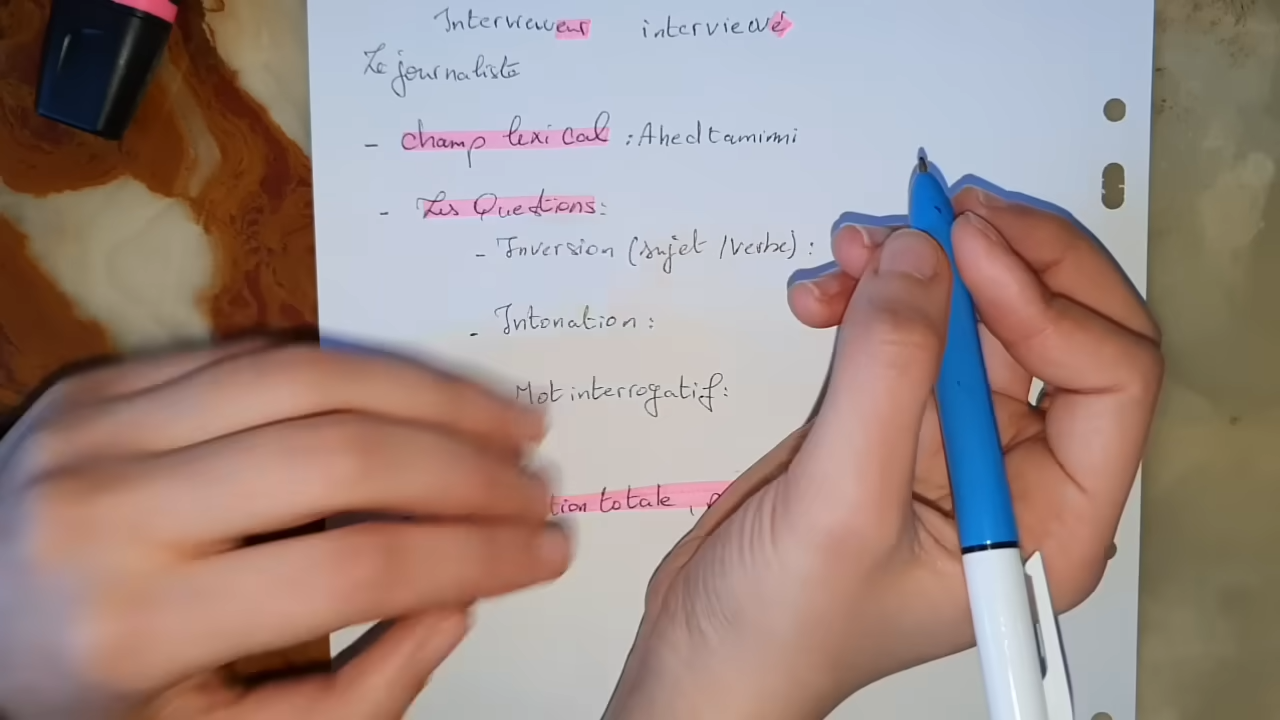 Intervieweur interviewé
Le journaliste
- champ lexical : Ahed tamimi
- Les Questions:
- Inversion (sujet / verbe) :
- Intonation :
Mot interrogatif:
tion totale,